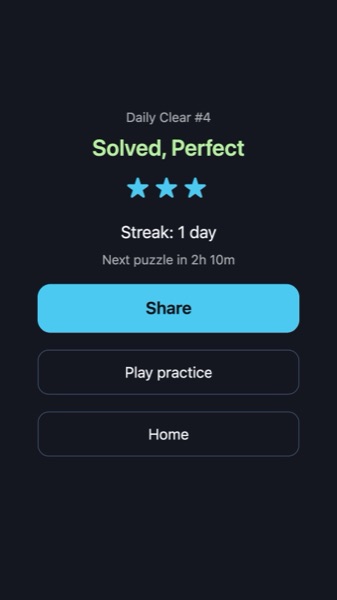 Daily Clear #4
Solved, Perfect
Streak: 1 day
Next puzzle in 2h 10m
Share
Play practice
Home